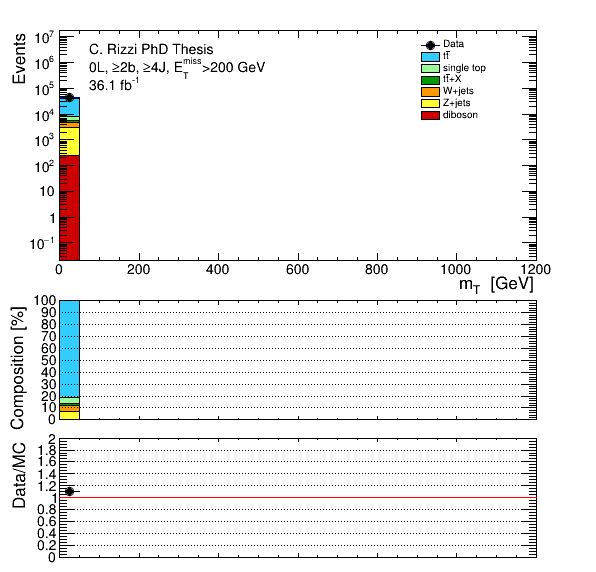 Events
10⁷
10⁶
10⁵
10⁴
10³
10²
10
1
10⁻¹
C. Rizzi PhD Thesis
0L, ≥2b, ≥4J, E_T^miss>200 GeV
36.1 fb⁻¹
Data
tt̄
single top
tt̄+X
W+jets
Z+jets
diboson
0 200 400 600 800 1000 1200
m_T [GeV]
Composition [%]
100
90
80
70
60
50
40
30
20
10
0
Data/MC
2
1.8
1.6
1.4
1.2
1
0.8
0.6
0.4
0.2
0